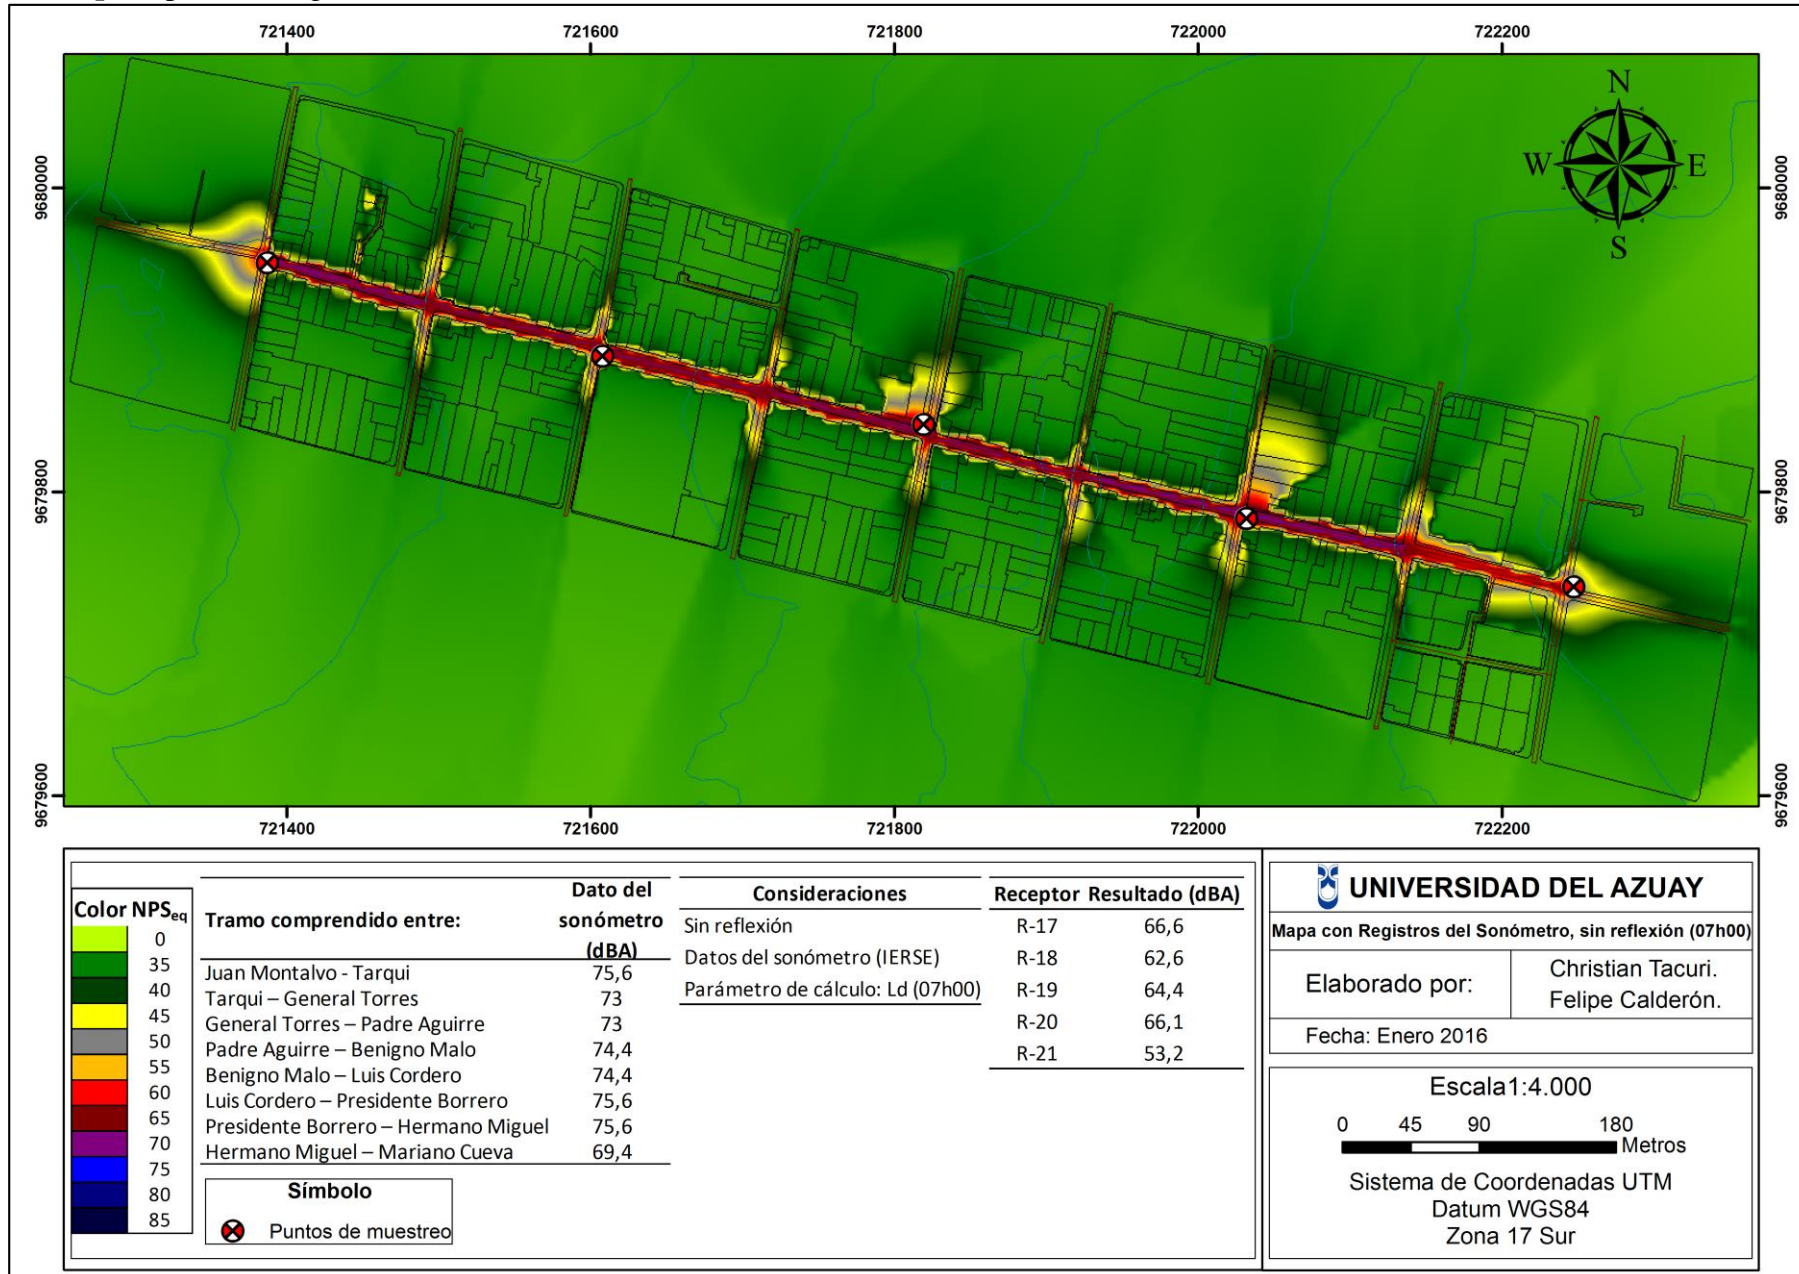 721400 721600 721800 722000 722200
N
W E
S
9680000 9680000
9679800 9679800
9679600 9679600
721400 721600 721800 722000 722200
Color NPSeq
0
35
40
45
50
55
60
65
70
75
80
85
Tramo comprendido entre: Dato del sonómetro (dBA)
Juan Montalvo - Tarqui 75,6
Tarqui – General Torres 73
General Torres – Padre Aguirre 73
Padre Aguirre – Benigno Malo 74,4
Benigno Malo – Luis Cordero 74,4
Luis Cordero – Presidente Borrero 75,6
Presidente Borrero – Hermano Miguel 75,6
Hermano Miguel – Mariano Cueva 69,4
Símbolo
Puntos de muestreo
Consideraciones
Sin reflexión
Datos del sonómetro (IERSE)
Parámetro de cálculo: Ld (07h00)
Receptor Resultado (dBA)
R-17 66,6
R-18 62,6
R-19 64,4
R-20 66,1
R-21 53,2
UNIVERSIDAD DEL AZUAY
Mapa con Registros del Sonómetro, sin reflexión (07h00)
Elaborado por: Christian Tacuri.
Felipe Calderón.
Fecha: Enero 2016
Escala1:4.000
0 45 90 180
Metros
Sistema de Coordenadas UTM
Datum WGS84
Zona 17 Sur